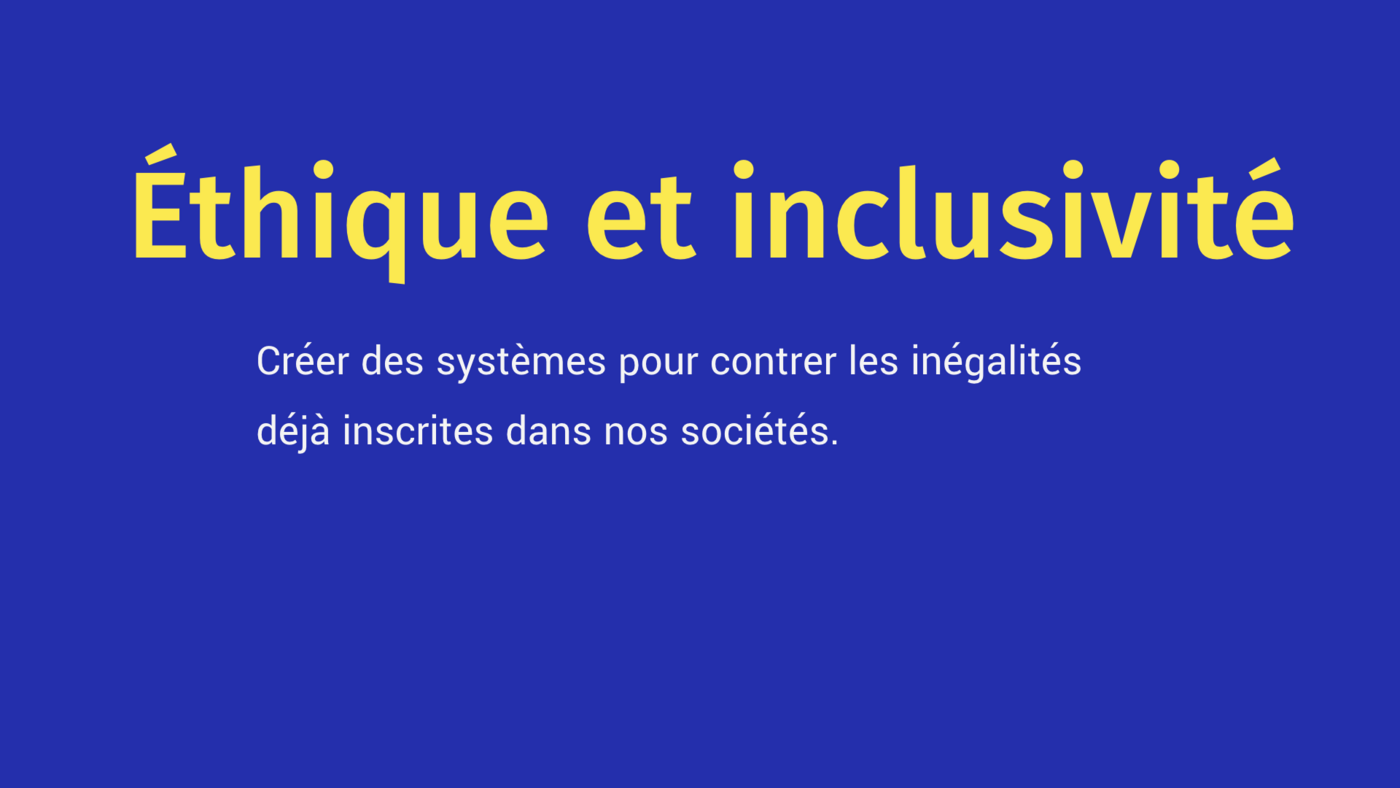 Éthique et inclusivité
Créer des systèmes pour contrer les inégalités
déjà inscrites dans nos sociétés.